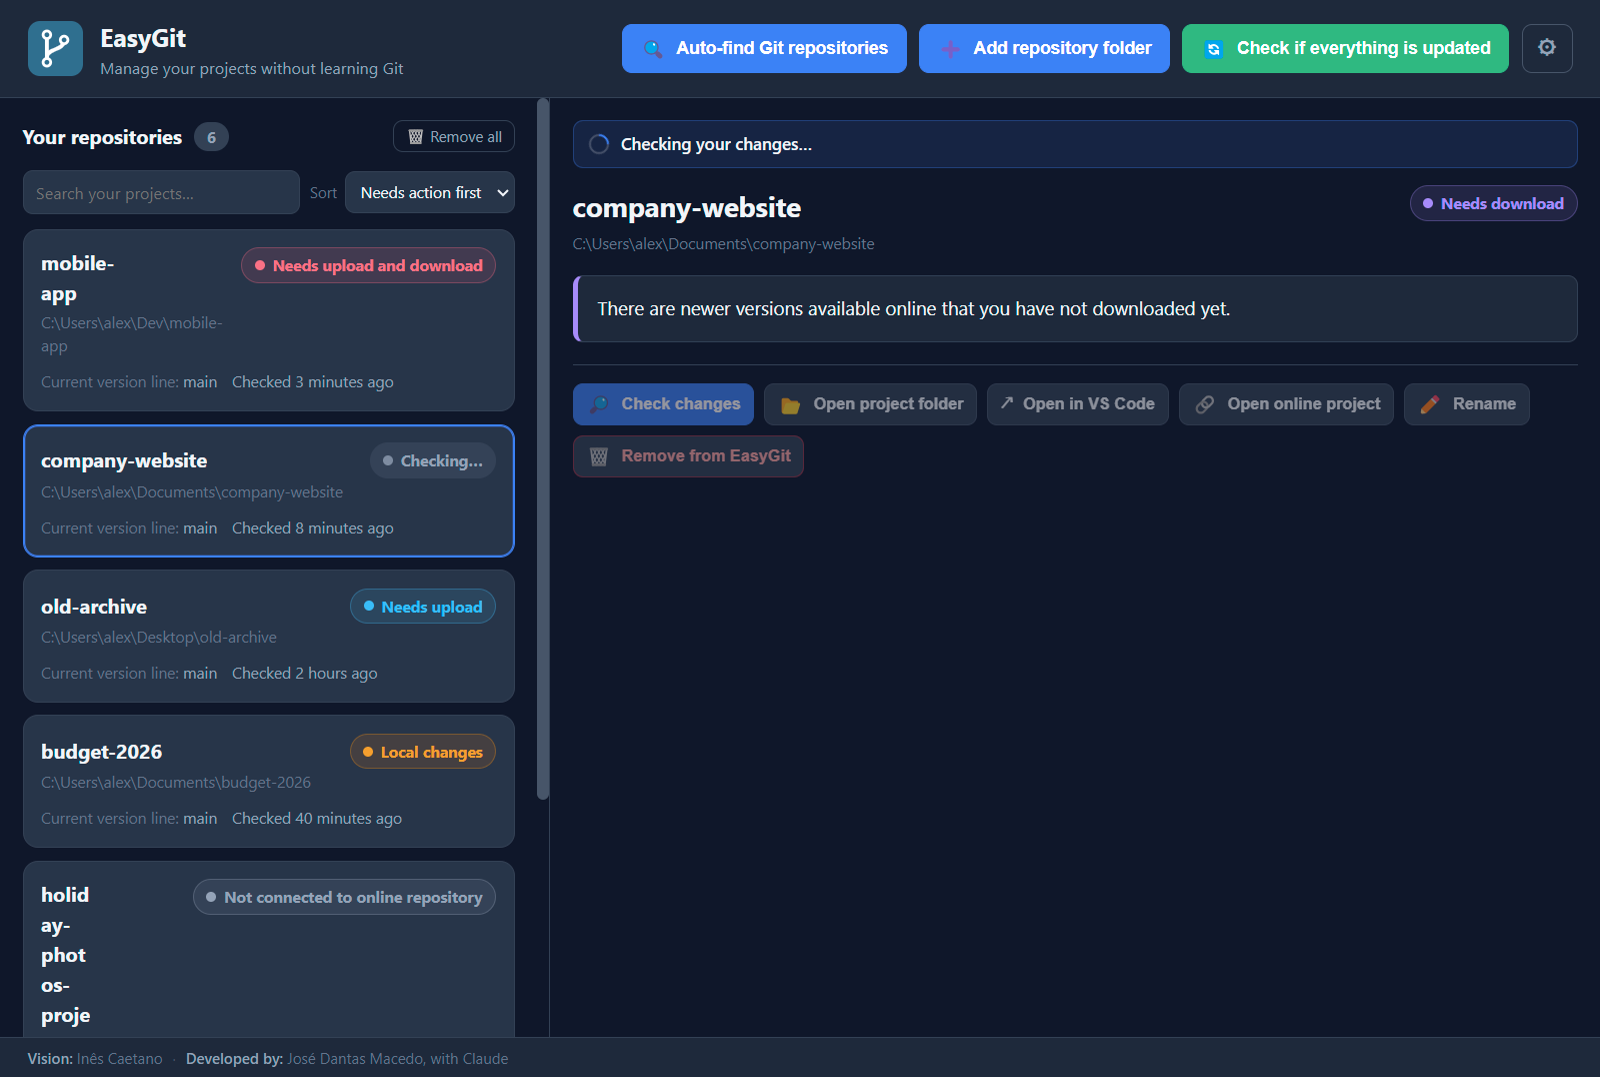 EasyGit
Manage your projects without learning Git
Auto-find Git repositories
Add repository folder
Check if everything is updated
Your repositories 6
Remove all
Search your projects...
Sort
Needs action first
mobile-
app
Needs upload and download
C:\Users\alex\Dev\mobile-
app
Current version line: main Checked 3 minutes ago
company-website
Checking...
C:\Users\alex\Documents\company-website
Current version line: main Checked 8 minutes ago
old-archive
Needs upload
C:\Users\alex\Desktop\old-archive
Current version line: main Checked 2 hours ago
budget-2026
Local changes
C:\Users\alex\Documents\budget-2026
Current version line: main Checked 40 minutes ago
holid
ay-
phot
os-
proje
Not connected to online repository
Checking your changes...
company-website
Needs download
C:\Users\alex\Documents\company-website
There are newer versions available online that you have not downloaded yet.
Check changes
Open project folder
Open in VS Code
Open online project
Rename
Remove from EasyGit
Vision: Inês Caetano · Developed by: José Dantas Macedo, with Claude